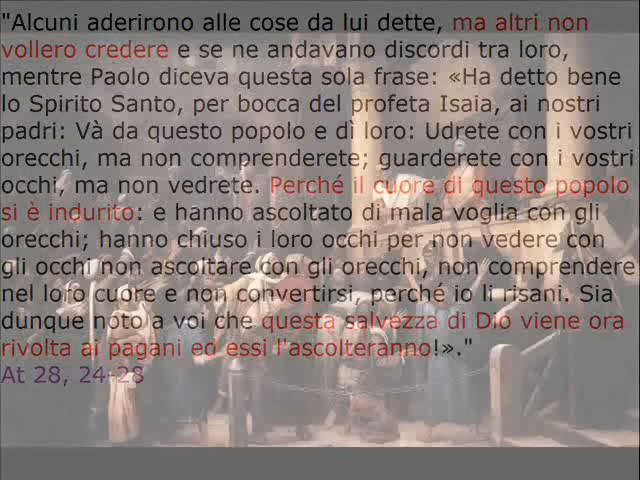 "Alcuni aderirono alle cose da lui dette, ma altri non
vollero credere e se ne andavano discordi tra loro,
mentre Paolo diceva questa sola frase: «Ha detto bene
lo Spirito Santo, per bocca del profeta Isaia, ai nostri
padri: Và da questo popolo e dì loro: Udrete con i vostri
orecchi, ma non comprenderete; guarderete con i vostri
occhi, ma non vedrete. Perché il cuore di questo popolo
si è indurito: e hanno ascoltato di mala voglia con gli
orecchi; hanno chiuso i loro occhi per non vedere con
gli occhi non ascoltare con gli orecchi, non comprendere
nel loro cuore e non convertirsi, perché io li risani. Sia
dunque noto a voi che questa salvezza di Dio viene ora
rivolta ai pagani ed essi l'ascolteranno!»."
At 28, 24-28